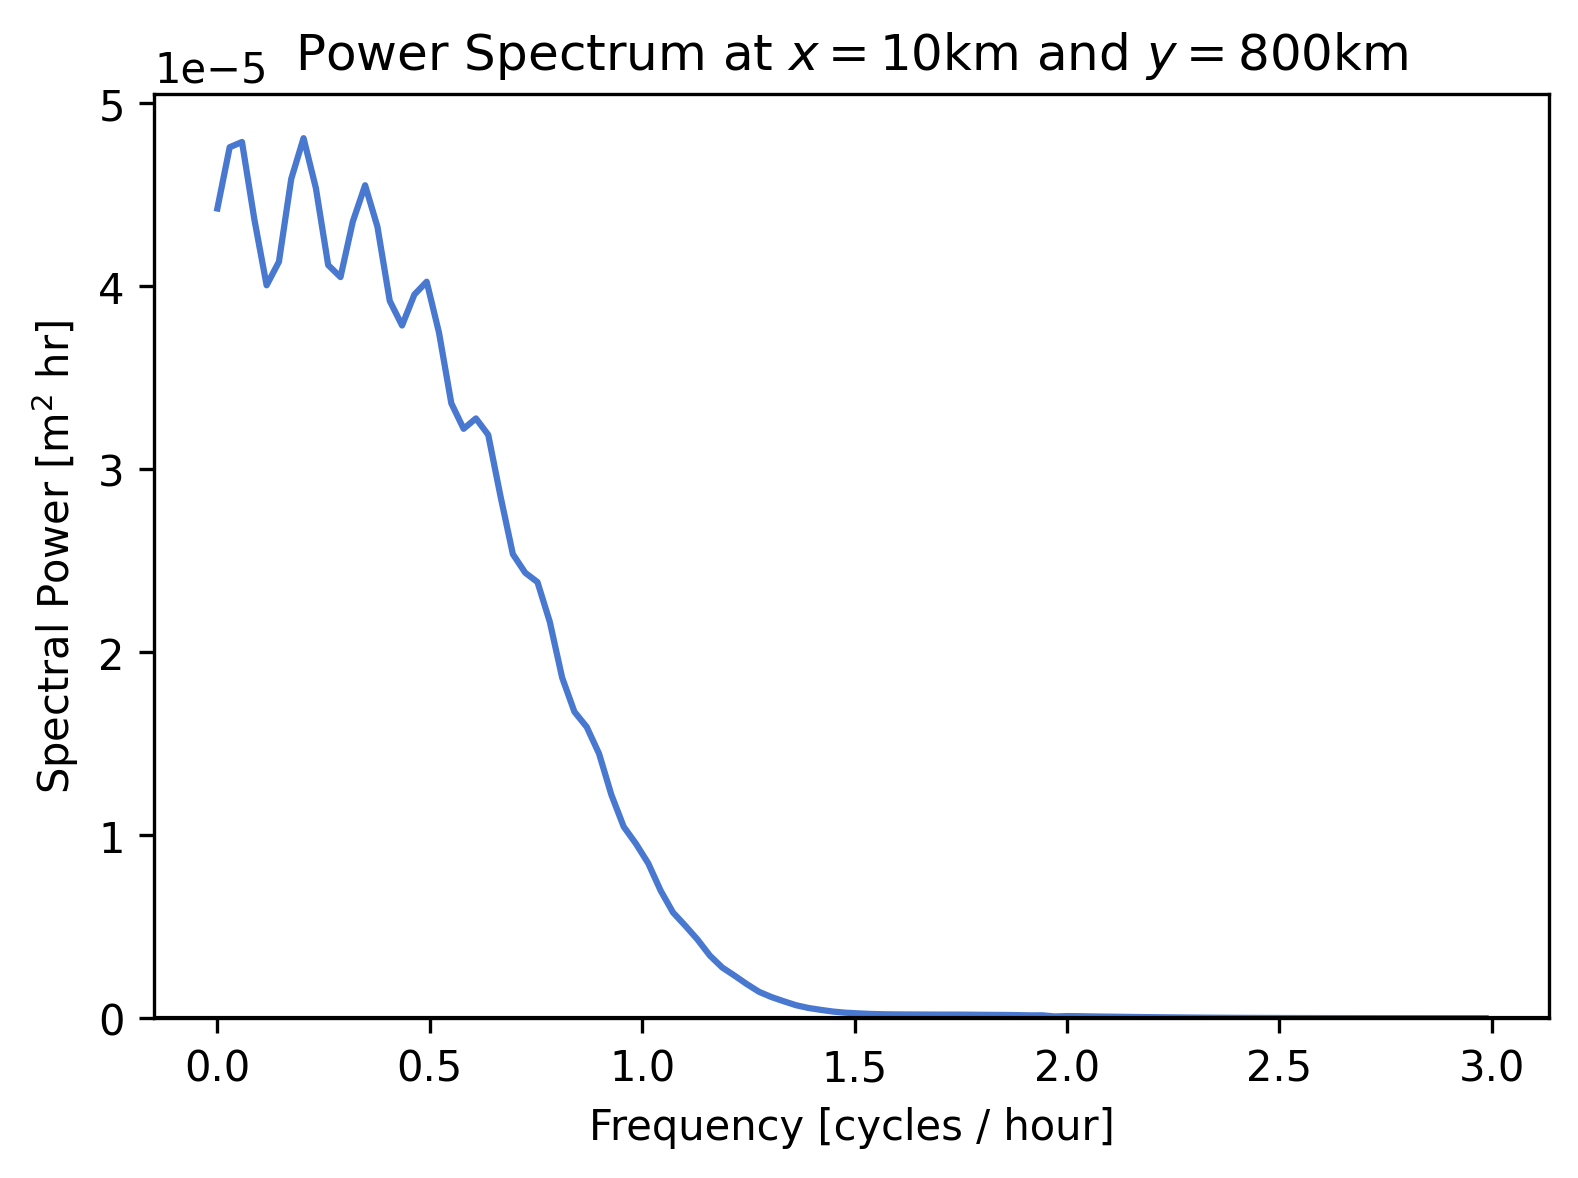 Power Spectrum at x = 10km and y = 800km
1e−5
5
4
3
2
1
0
Spectral Power [m² hr]
0.0 0.5 1.0 1.5 2.0 2.5 3.0
Frequency [cycles / hour]